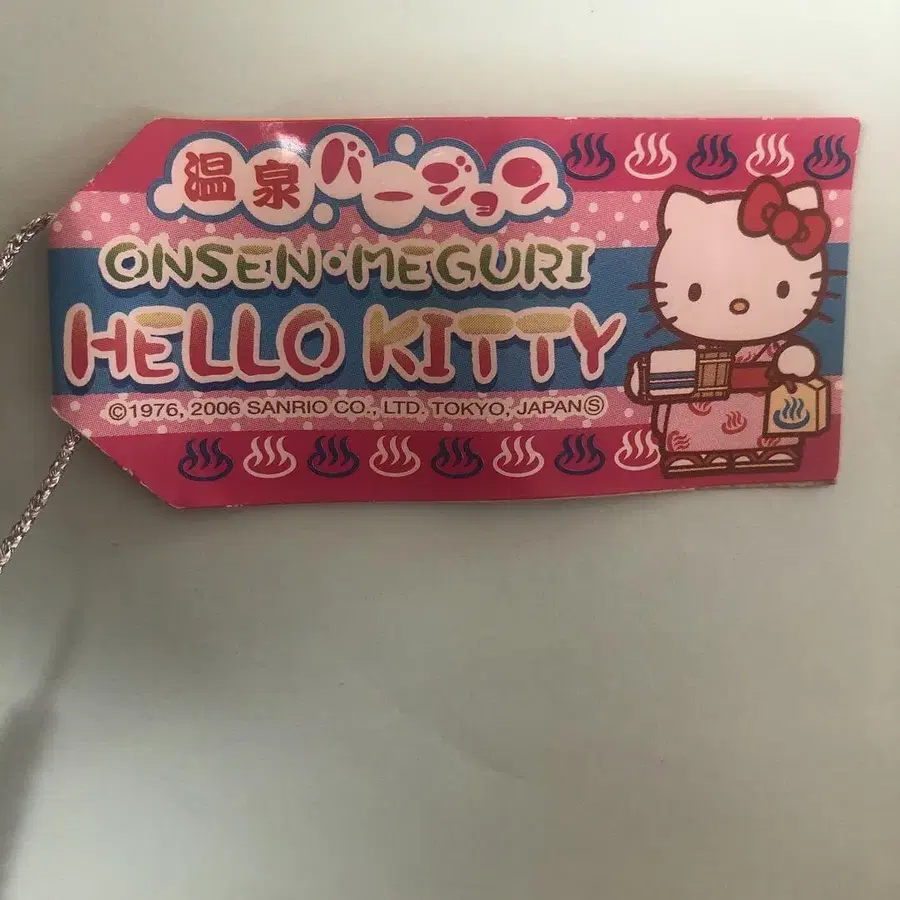 温泉バージョン
ONSEN•MEGURI
HELLO KITTY
©1976, 2006 SANRIO CO., LTD. TOKYO, JAPAN Ⓢ